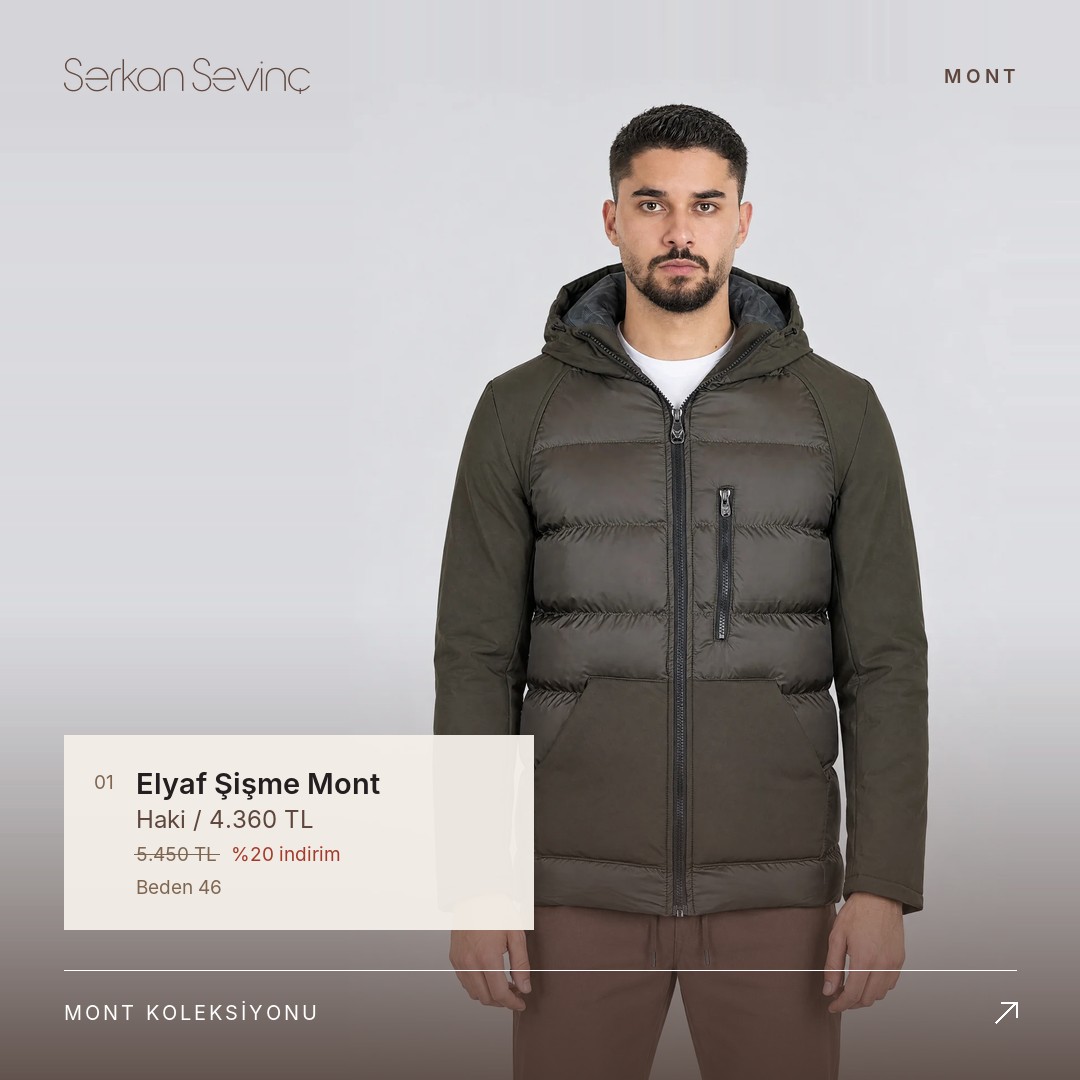 Serkan Sevinç
MONT
01 Elyaf Şişme Mont
Haki / 4.360 TL
5.450 TL %20 indirim
Beden 46
MONT KOLEKSİYONU